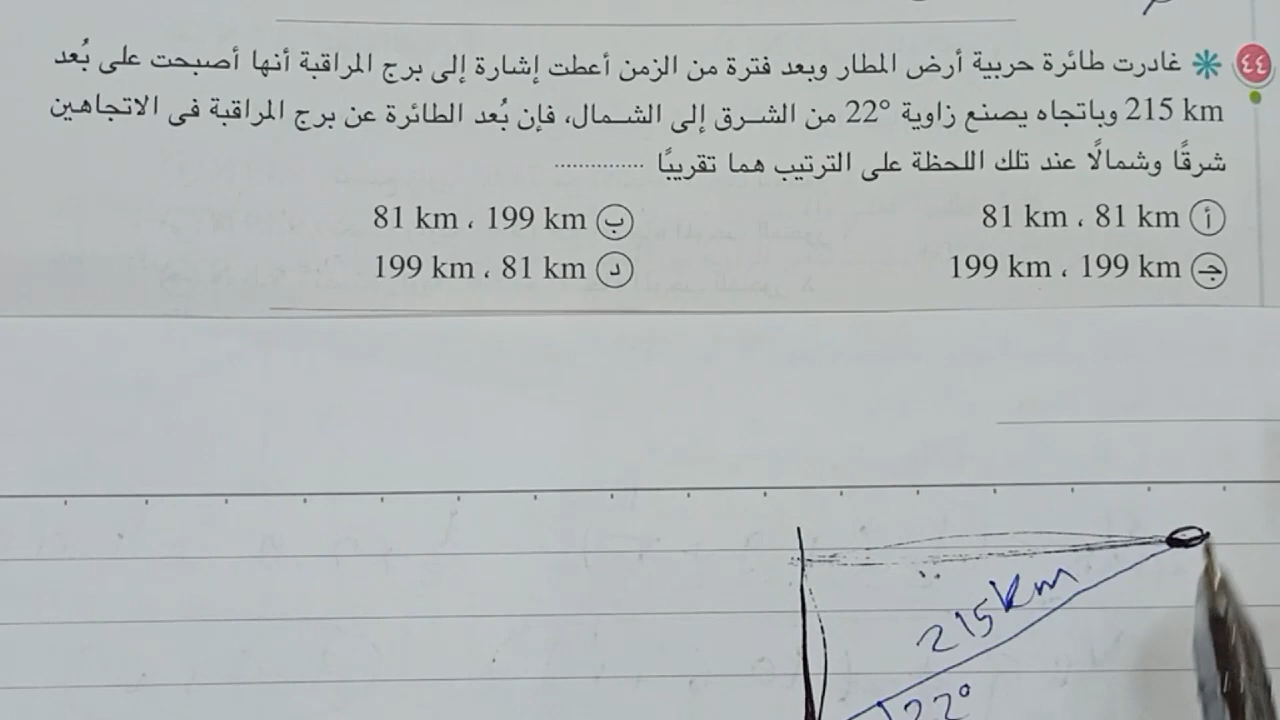 ٤٤ غادرت طائرة حربية أرض المطار وبعد فترة من الزمن أعطت إشارة إلى برج المراقبة أنها أصبحت على بُعد
215 km وباتجاه يصنع زاوية 22° من الشرق إلى الشمال، فإن بُعد الطائرة عن برج المراقبة فى الاتجاهين
شرقًا وشمالًا عند تلك اللحظة على الترتيب هما تقريبًا ...............
أ 81 km ، 81 km
ب 81 km ، 199 km
جـ 199 km ، 199 km
د 199 km ، 81 km
215 km
22°